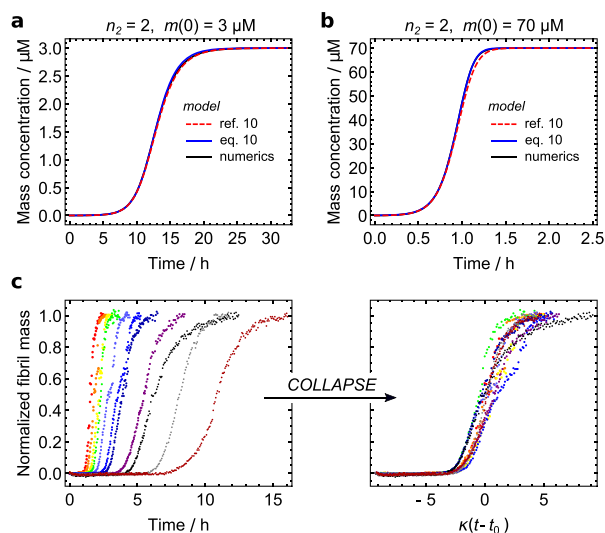 a
n₂ = 2, m(0) = 3 μM
Mass concentration / μM
3.0
2.5
2.0
1.5
1.0
0.5
0.0
model
ref. 10
eq. 10
numerics
0 5 10 15 20 25 30
Time / h
b
n₂ = 2, m(0) = 70 μM
Mass concentration / μM
70
60
50
40
30
20
10
0
model
ref. 10
eq. 10
numerics
0.0 0.5 1.0 1.5 2.0 2.5
Time / h
c
Normalized fibril mass
1.0
0.8
0.6
0.4
0.2
0.0
0 5 10 15
Time / h
COLLAPSE
- 5 0 5
κ(t- t₀)